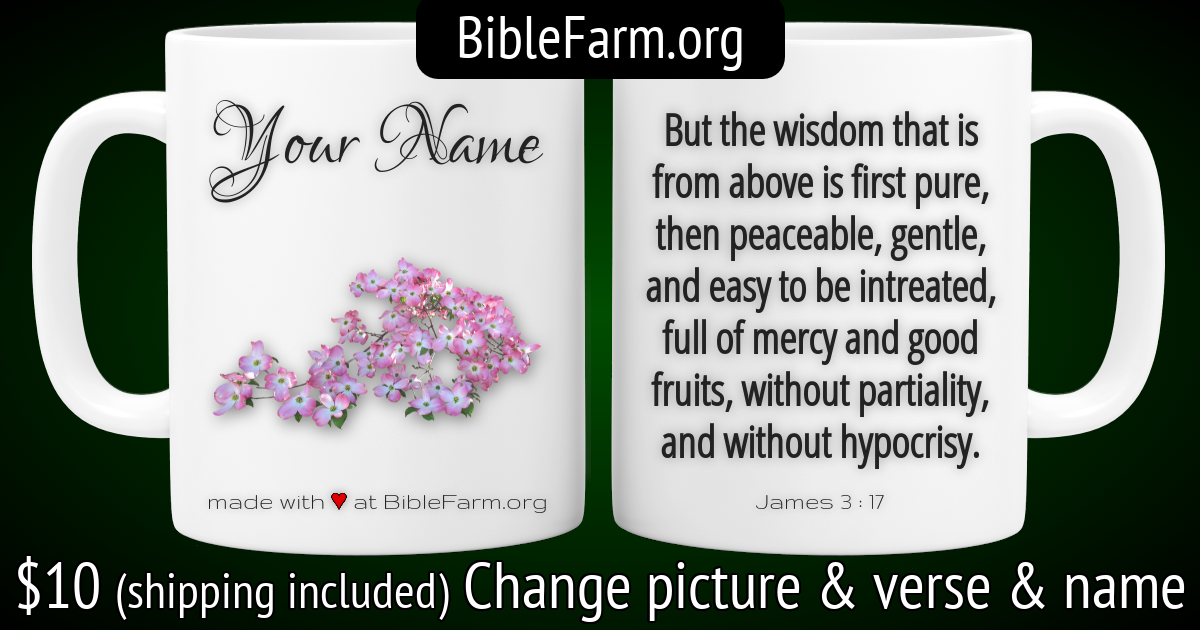 BibleFarm.org
Your Name
made with ♥ at BibleFarm.org
But the wisdom that is
from above is first pure,
then peaceable, gentle,
and easy to be intreated,
full of mercy and good
fruits, without partiality,
and without hypocrisy.
James 3 : 17
$10 (shipping included) Change picture & verse & name